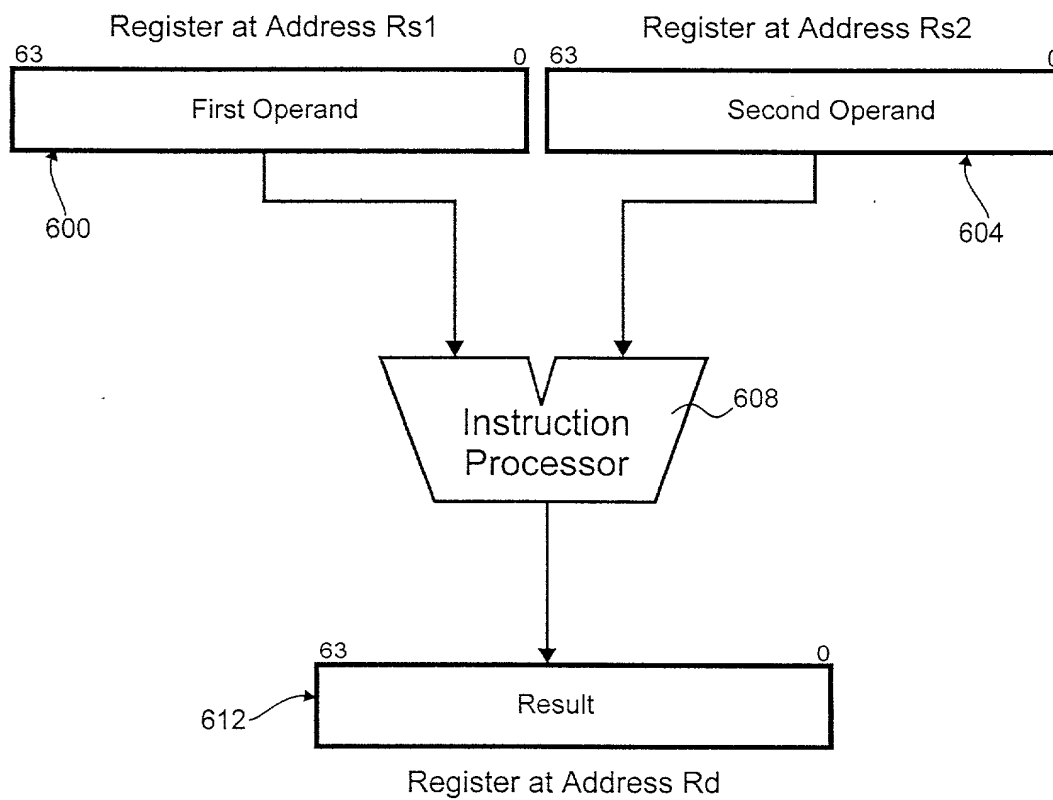 Register at Address Rs1
Register at Address Rs2
63
0
63
0
First Operand
Second Operand
600
604
608
Instruction
Processor
63
0
Result
612
Register at Address Rd